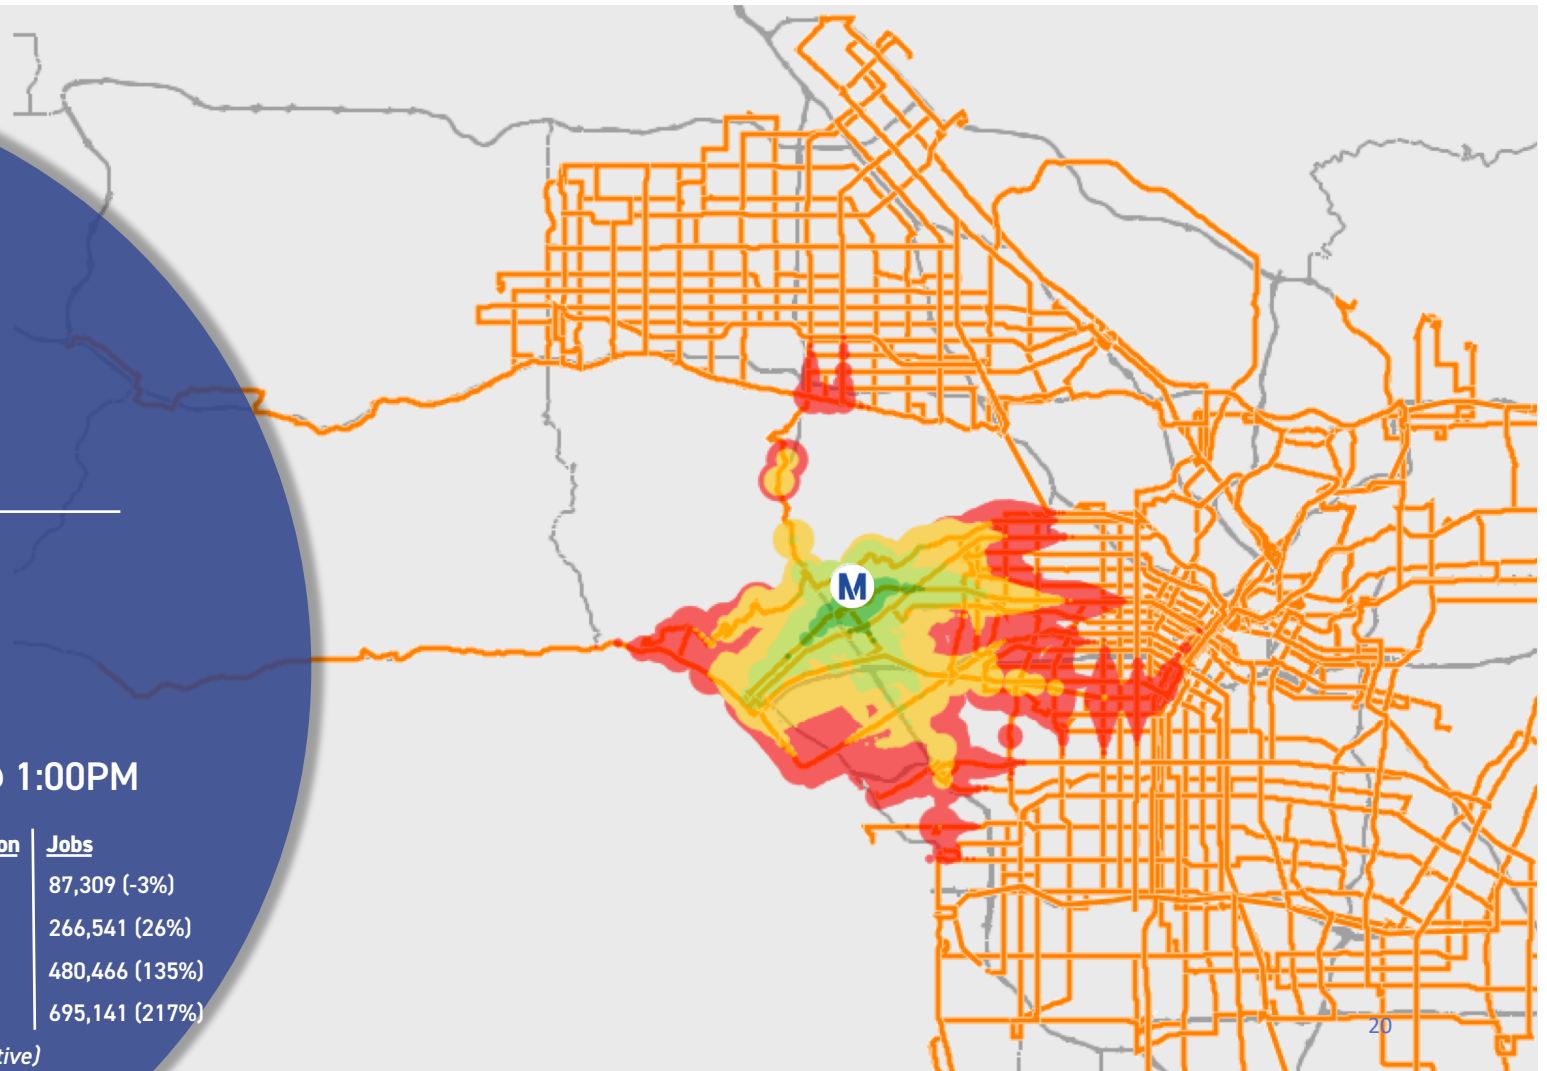 M
1:00PM
on Jobs
87,309 (-3%)
266,541 (26%)
480,466 (135%)
695,141 (217%)
tive)
20